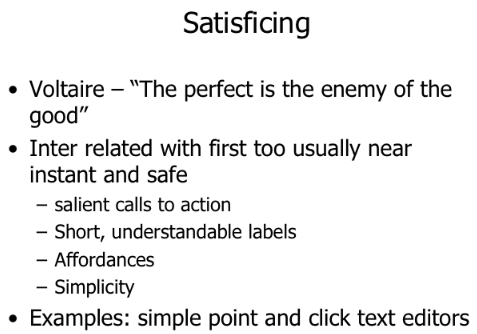 Satisficing
• Voltaire – “The perfect is the enemy of the
good”
• Inter related with first too usually near
instant and safe
– salient calls to action
– Short, understandable labels
– Affordances
– Simplicity
• Examples: simple point and click text editors